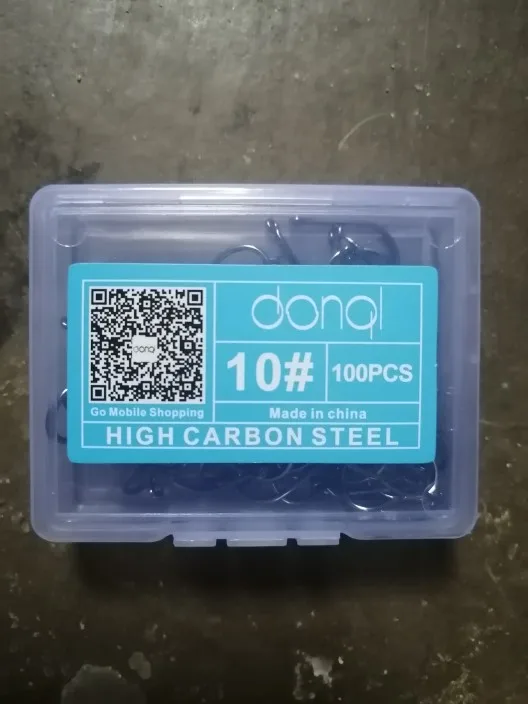 donql
10#
100PCS
Go Mobile Shopping
Made in china
HIGH CARBON STEEL